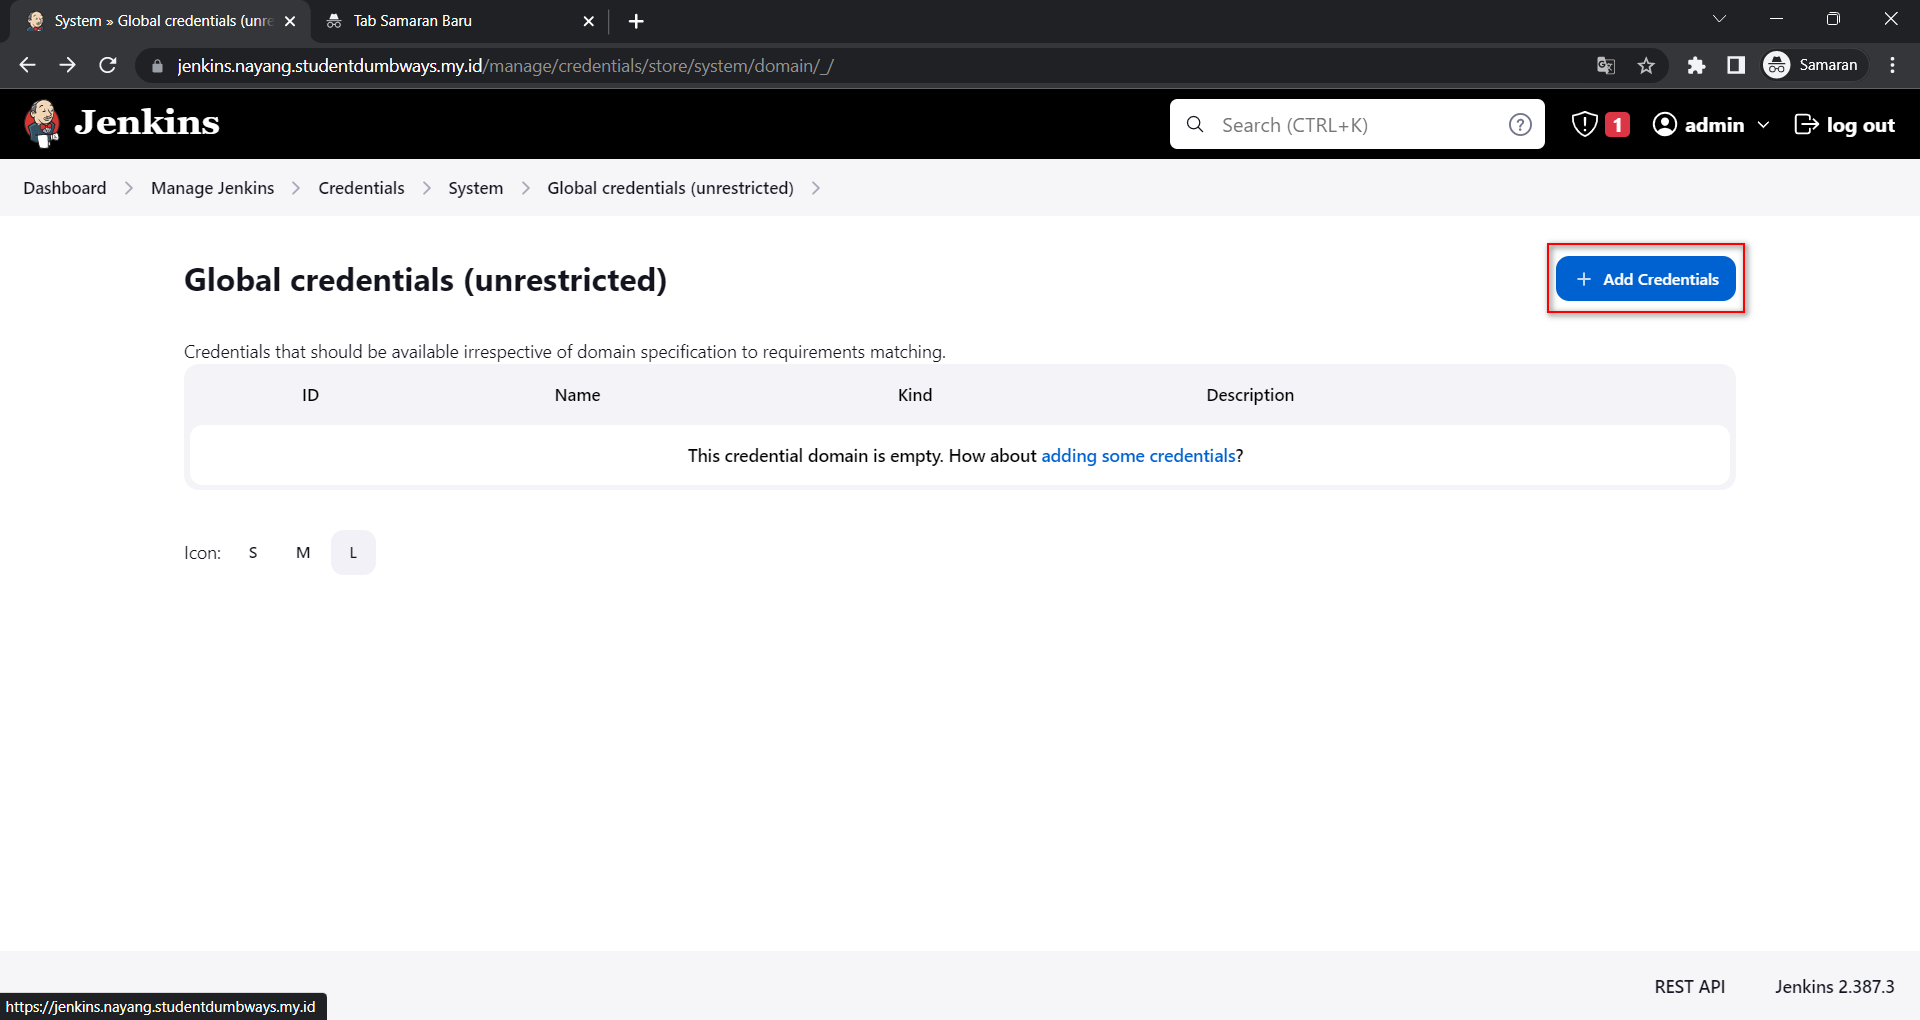 System » Global credentials (unre
Tab Samaran Baru
jenkins.nayang.studentdumbways.my.id/manage/credentials/store/system/domain/_/
Samaran
Jenkins
Search (CTRL+K)
1
admin
log out
Dashboard
Manage Jenkins
Credentials
System
Global credentials (unrestricted)
Global credentials (unrestricted)
+ Add Credentials
Credentials that should be available irrespective of domain specification to requirements matching.
ID Name Kind Description
This credential domain is empty. How about adding some credentials?
Icon: S M L
REST API
Jenkins 2.387.3
https://jenkins.nayang.studentdumbways.my.id